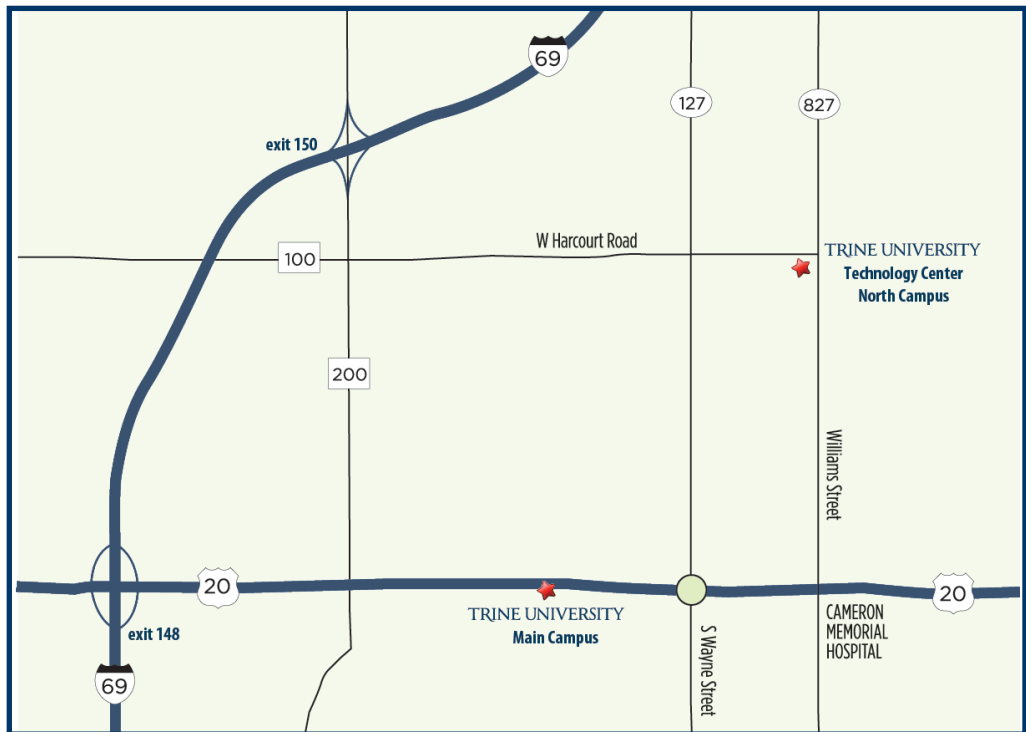 69
127
827
exit 150
W Harcourt Road
100
TRINE UNIVERSITY
Technology Center
North Campus
200
Williams Street
20
20
TRINE UNIVERSITY
Main Campus
CAMERON
MEMORIAL
HOSPITAL
exit 148
S Wayne Street
69